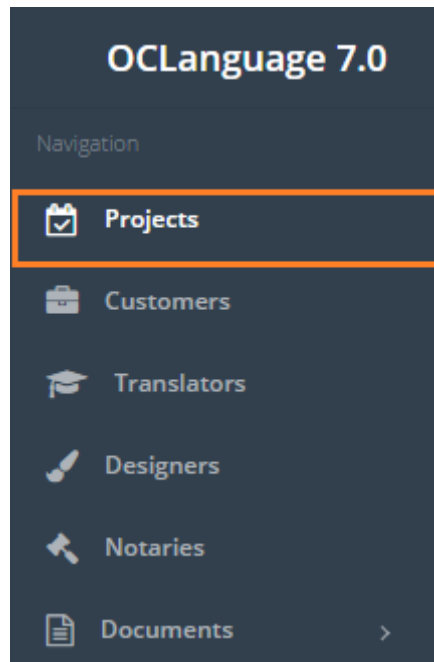 OCLanguage 7.0
Navigation
Projects
Customers
Translators
Designers
Notaries
Documents